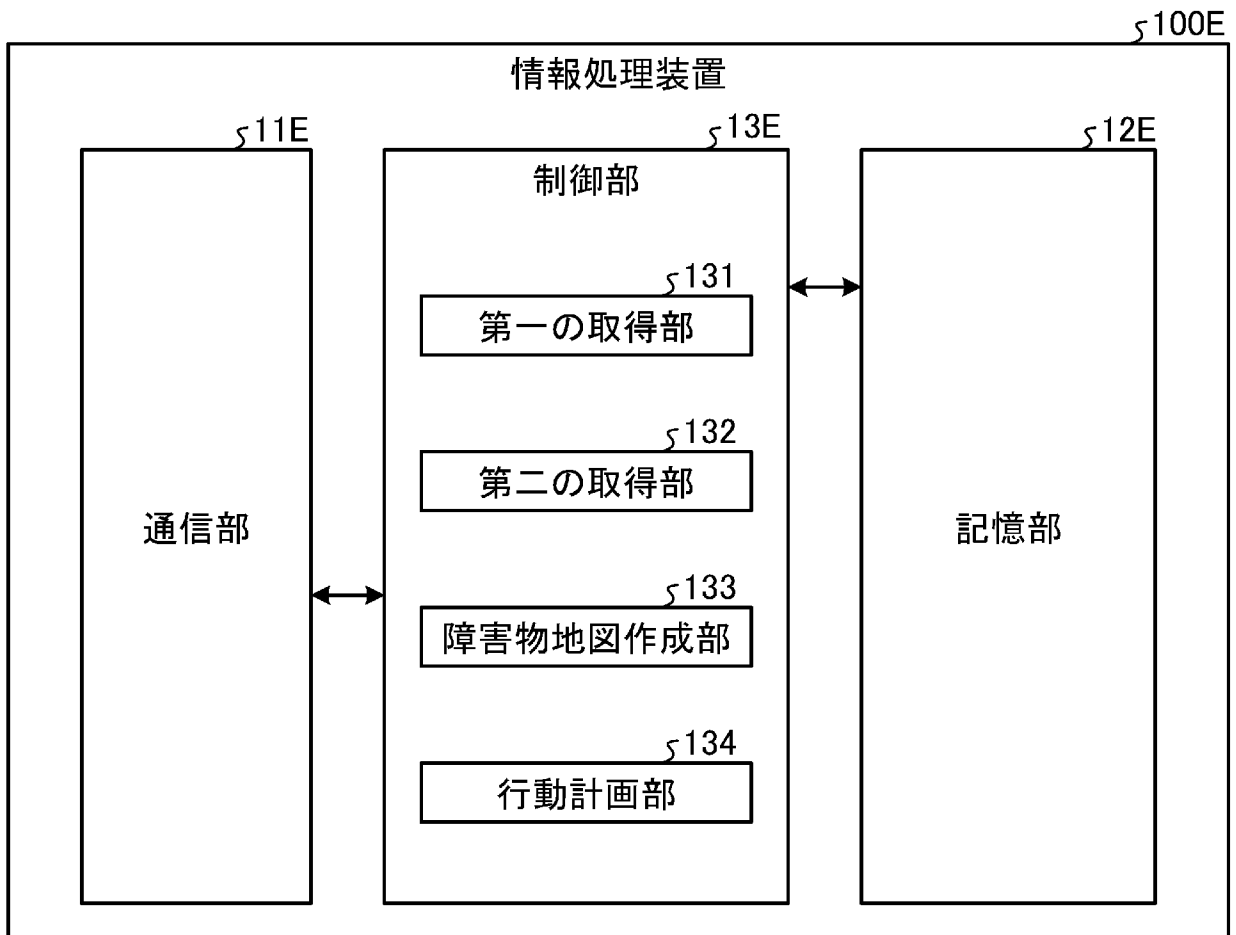 100E
情報処理装置
11E
13E
12E
制御部
131
第一の取得部
132
第二の取得部
通信部
記憶部
133
障害物地図作成部
134
行動計画部